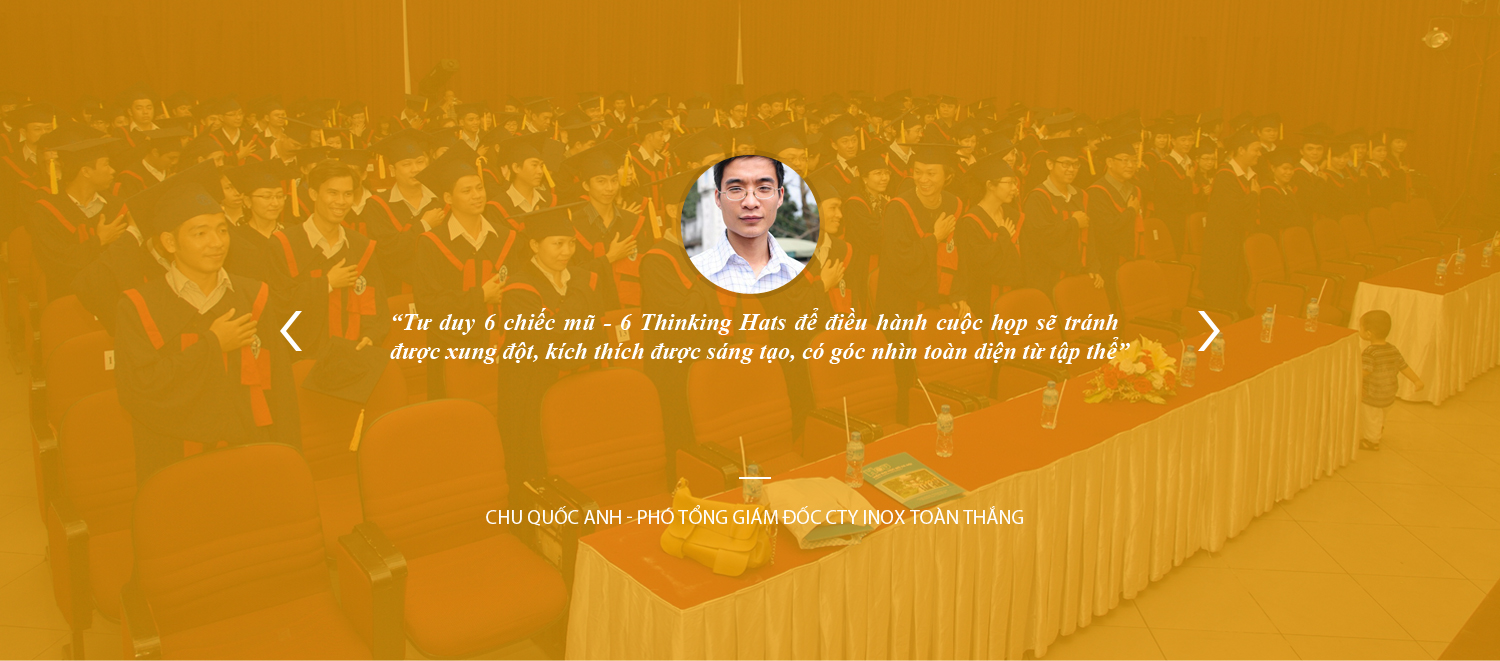 “Tư duy 6 chiếc mũ - 6 Thinking Hats để điều hành cuộc họp sẽ tránh
được xung đột, kích thích được sáng tạo, có góc nhìn toàn diện từ tập thể”
CHU QUỐC ANH - PHÓ TỔNG GIÁM ĐỐC CTY INOX TOÀN THẮNG